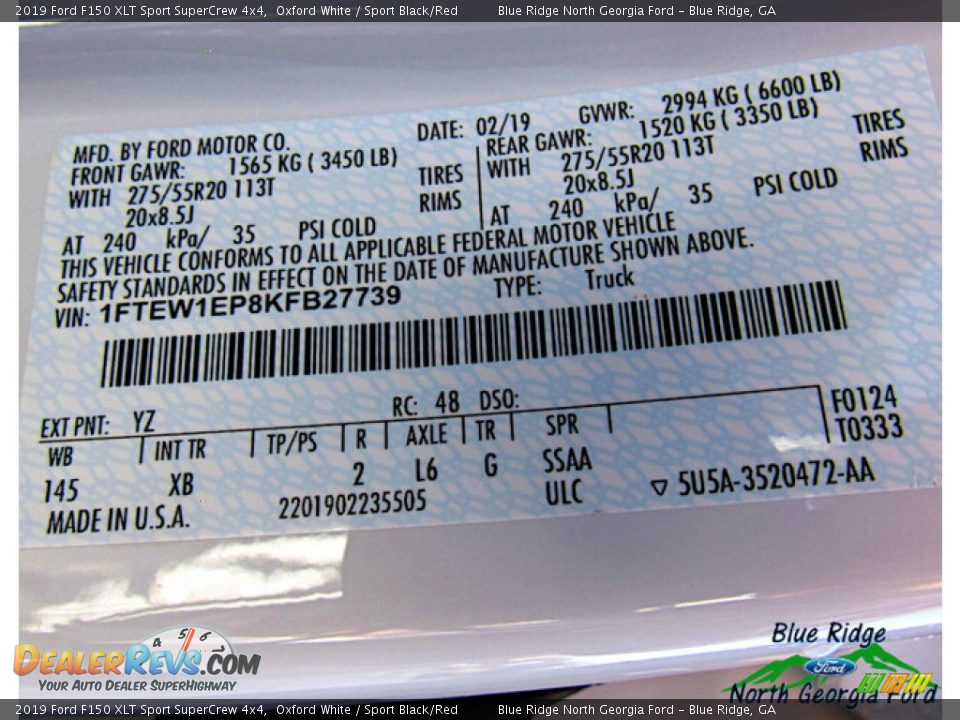 2019 Ford F150 XLT Sport SuperCrew 4x4, Oxford White / Sport Black/Red Blue Ridge North Georgia Ford – Blue Ridge, GA
MFD. BY FORD MOTOR CO. DATE: 02/19 GVWR: 2994 KG ( 6600 LB)
FRONT GAWR: 1565 KG ( 3450 LB) REAR GAWR: 1520 KG ( 3350 LB)
WITH 275/55R20 113T TIRES WITH 275/55R20 113T TIRES
20x8.5J RIMS 20x8.5J RIMS
AT 240 kPa/ 35 PSI COLD AT 240 kPa/ 35 PSI COLD
THIS VEHICLE CONFORMS TO ALL APPLICABLE FEDERAL MOTOR VEHICLE
SAFETY STANDARDS IN EFFECT ON THE DATE OF MANUFACTURE SHOWN ABOVE.
VIN: 1FTEW1EP8KFB27739 TYPE: Truck
EXT PNT: YZ RC: 48 DSO: F0124
WB INT TR TP/PS R AXLE TR SPR T0333
145 XB 2 L6 G SSAA
MADE IN U.S.A. 2201902235505 ULC ▽ 5U5A-3520472-AA
4 5 6
DEALERREVS.COM
YOUR AUTO DEALER SUPERHIGHWAY
Blue Ridge
Ford
North Georgia Ford
2019 Ford F150 XLT Sport SuperCrew 4x4, Oxford White / Sport Black/Red Blue Ridge North Georgia Ford – Blue Ridge, GA